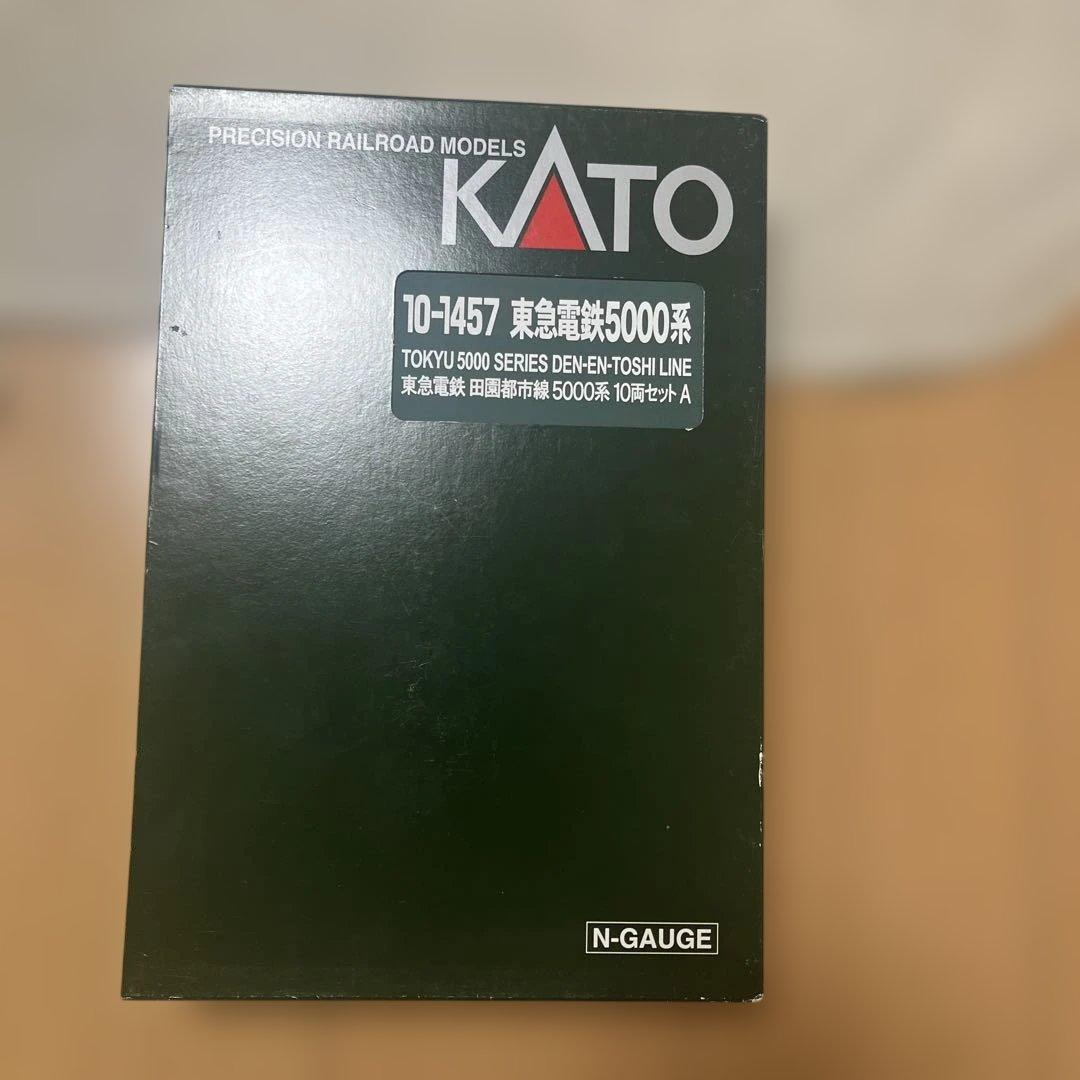 PRECISION RAILROAD MODELS
KATO
10-1457 東急電鉄5000系
TOKYU 5000 SERIES DEN-EN-TOSHI LINE
東急電鉄 田園都市線 5000系 10両セット A
N-GAUGE